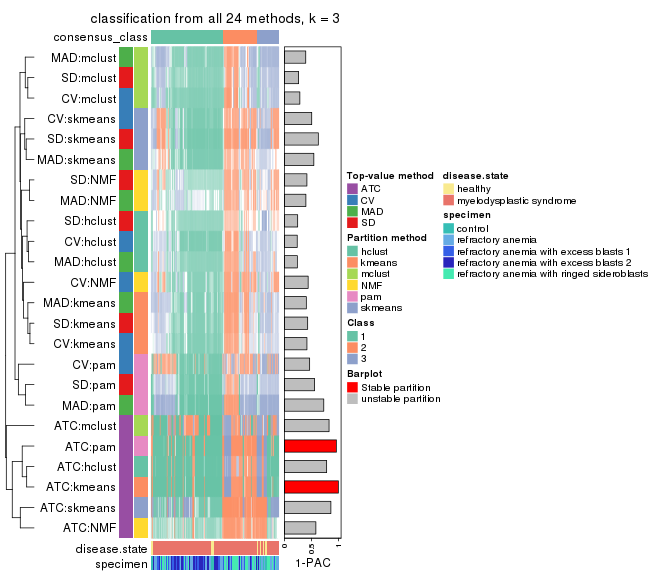 classification from all 24 methods, k = 3
consensus_class
MAD:mclust
SD:mclust
CV:mclust
CV:skmeans
SD:skmeans
MAD:skmeans
SD:NMF
MAD:NMF
SD:hclust
CV:hclust
MAD:hclust
CV:NMF
MAD:kmeans
SD:kmeans
CV:kmeans
CV:pam
SD:pam
MAD:pam
ATC:mclust
ATC:pam
ATC:hclust
ATC:kmeans
ATC:skmeans
ATC:NMF
disease.state
specimen
0 0.5 1
1-PAC
Top-value method
ATC
CV
MAD
SD
Partition method
hclust
kmeans
mclust
NMF
pam
skmeans
Class
1
2
3
Barplot
Stable partition
unstable partition
disease.state
healthy
myelodysplastic syndrome
specimen
control
refractory anemia
refractory anemia with excess blasts 1
refractory anemia with excess blasts 2
refractory anemia with ringed sideroblasts